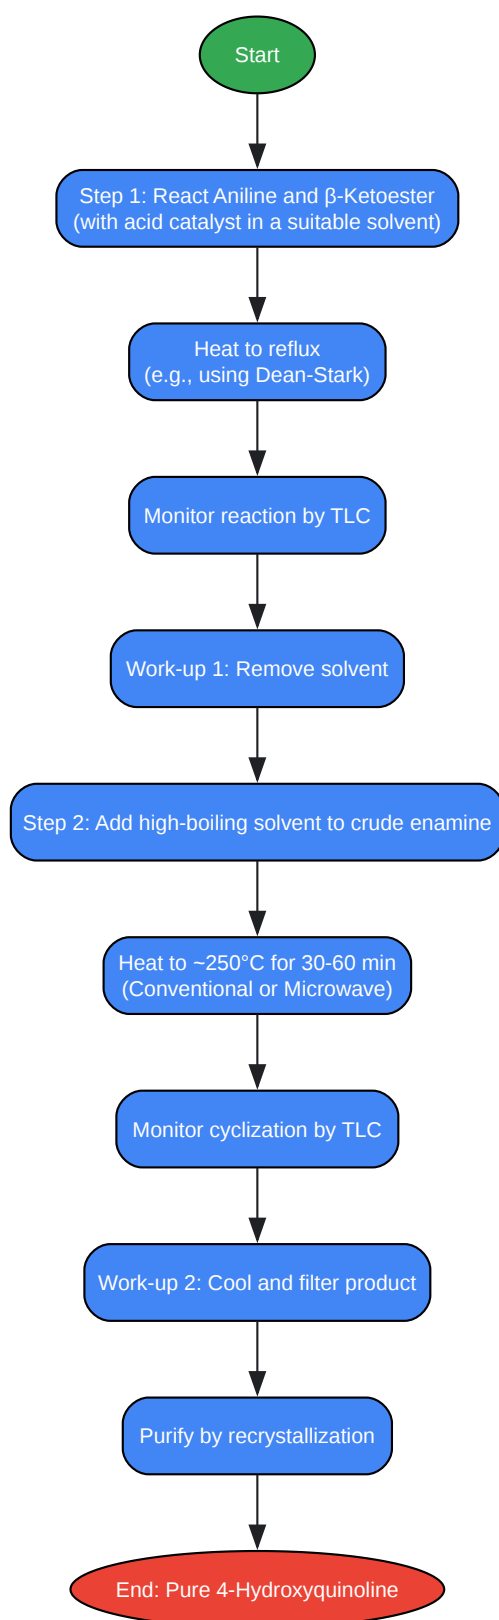 Start
Step 1: React Aniline and β-Ketoester
(with acid catalyst in a suitable solvent)
Heat to reflux
(e.g., using Dean-Stark)
Monitor reaction by TLC
Work-up 1: Remove solvent
Step 2: Add high-boiling solvent to crude enamine
Heat to ~250°C for 30-60 min
(Conventional or Microwave)
Monitor cyclization by TLC
Work-up 2: Cool and filter product
Purify by recrystallization
End: Pure 4-Hydroxyquinoline